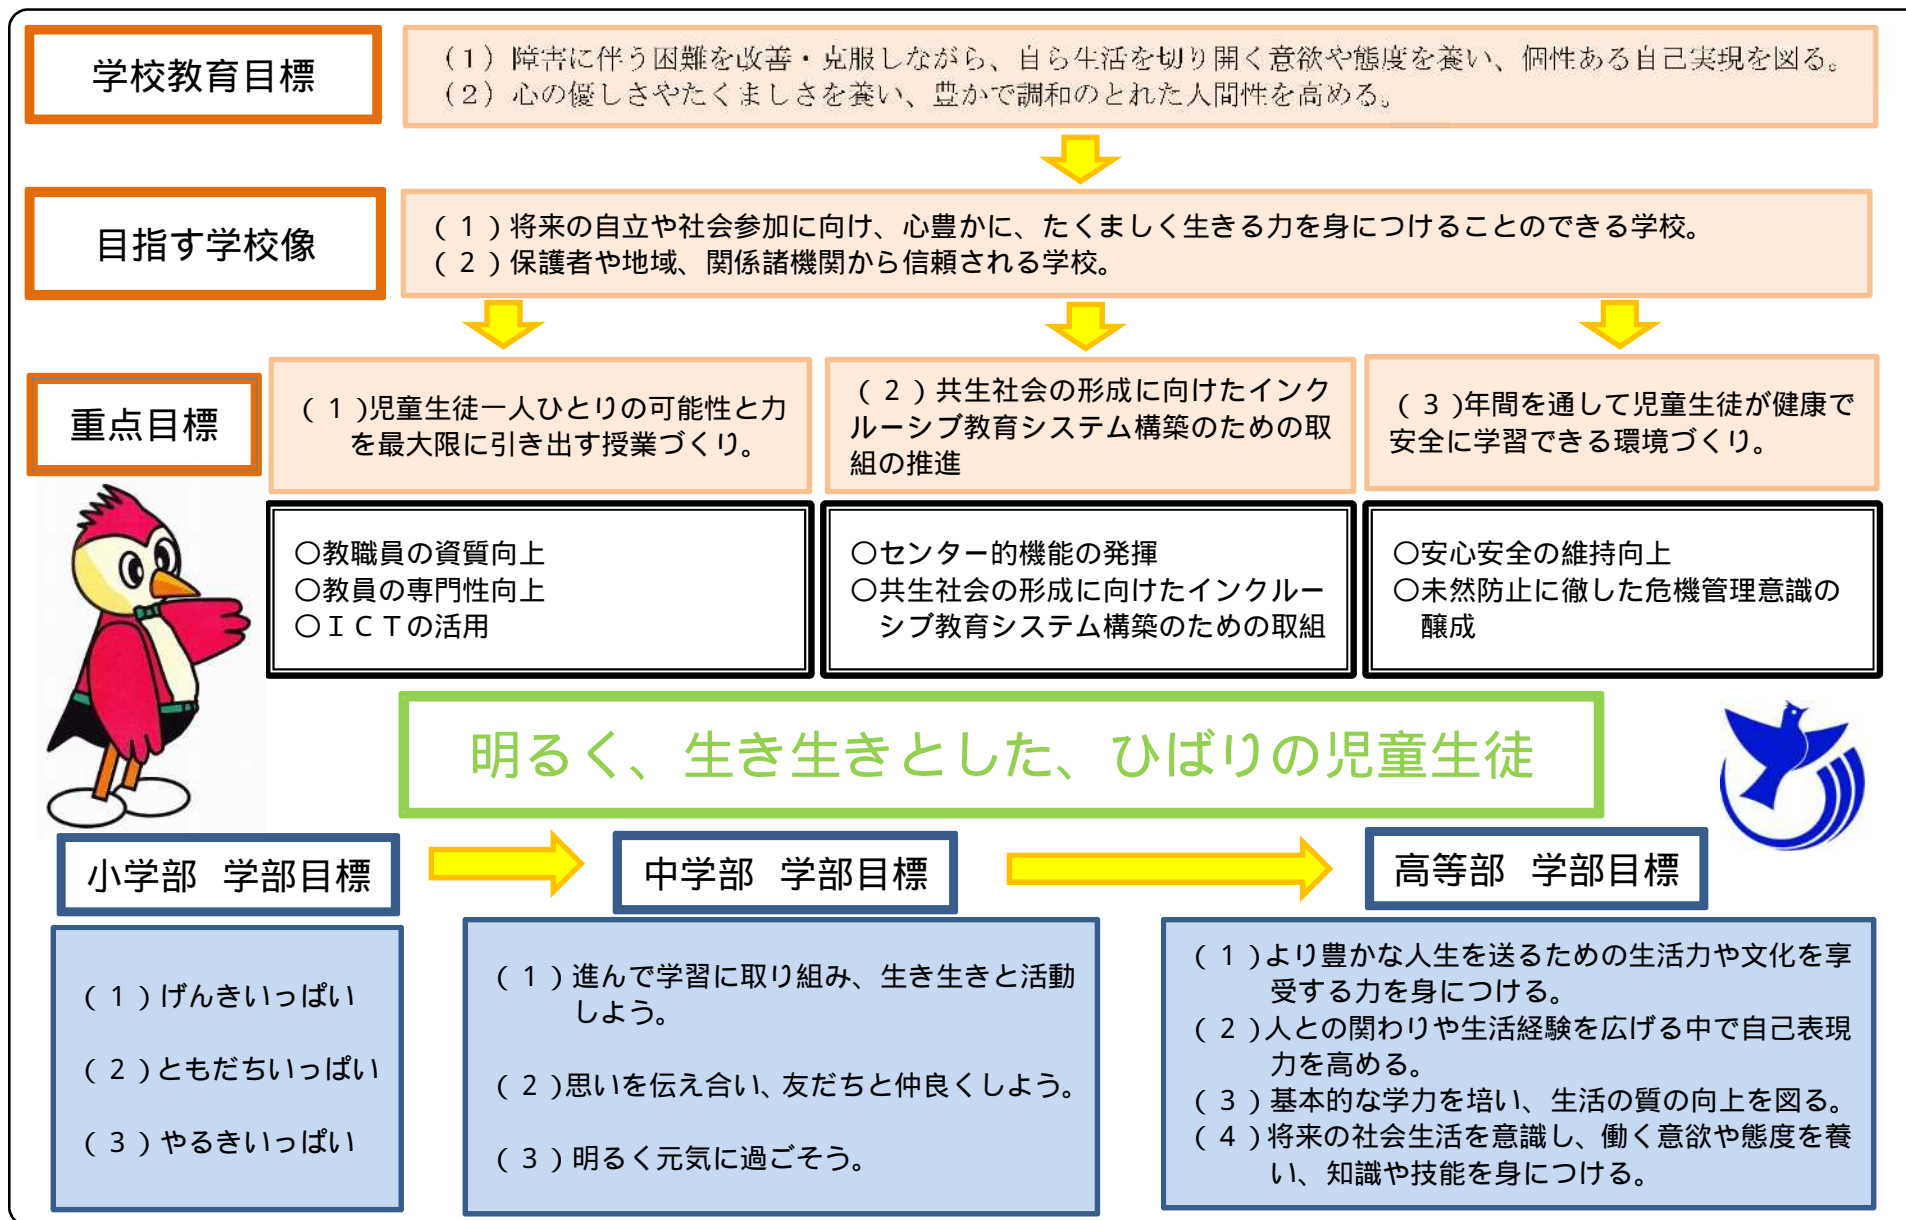 学校教育目標
(1)障害に伴う困難を改善・克服しながら、自ら生活を切り開く意欲や態度を養い、個性ある自己実現を図る。
(2)心の優しさやたくましさを養い、豊かで調和のとれた人間性を高める。
目指す学校像
(1)将来の自立や社会参加に向け、心豊かに、たくましく生きる力を身につけることのできる学校。
(2)保護者や地域、関係諸機関から信頼される学校。
重点目標
(1)児童生徒一人ひとりの可能性と力
を最大限に引き出す授業づくり。
(2)共生社会の形成に向けたインク
ルーシブ教育システム構築のための取
組の推進
(3)年間を通して児童生徒が健康で
安全に学習できる環境づくり。
○教職員の資質向上
○教員の専門性向上
○ICTの活用
○センター的機能の発揮
○共生社会の形成に向けたインクルー
シブ教育システム構築のための取組
○安心安全の維持向上
○未然防止に徹した危機管理意識の
醸成
明るく、生き生きとした、ひばりの児童生徒
小学部 学部目標
(1)げんきいっぱい
(2)ともだちいっぱい
(3)やるきいっぱい
中学部 学部目標
(1)進んで学習に取り組み、生き生きと活動
しよう。
(2)思いを伝え合い、友だちと仲良くしよう。
(3)明るく元気に過ごそう。
高等部 学部目標
(1)より豊かな人生を送るための生活力や文化を享
受する力を身につける。
(2)人との関わりや生活経験を広げる中で自己表現
力を高める。
(3)基本的な学力を培い、生活の質の向上を図る。
(4)将来の社会生活を意識し、働く意欲や態度を養
い、知識や技能を身につける。